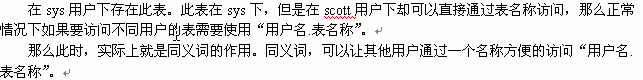 在 sys 用户下存在此表。此表在 sys 下，但是在 scott 用户下却可以直接通过表名称访问，那么正常
情况下如果要访问不同用户的表需要使用“用户名.表名称”。
那么此时，实际上就是同义词的作用。同义词，可以让其他用户通过一个名称方便的访问“用户名.
表名称”。